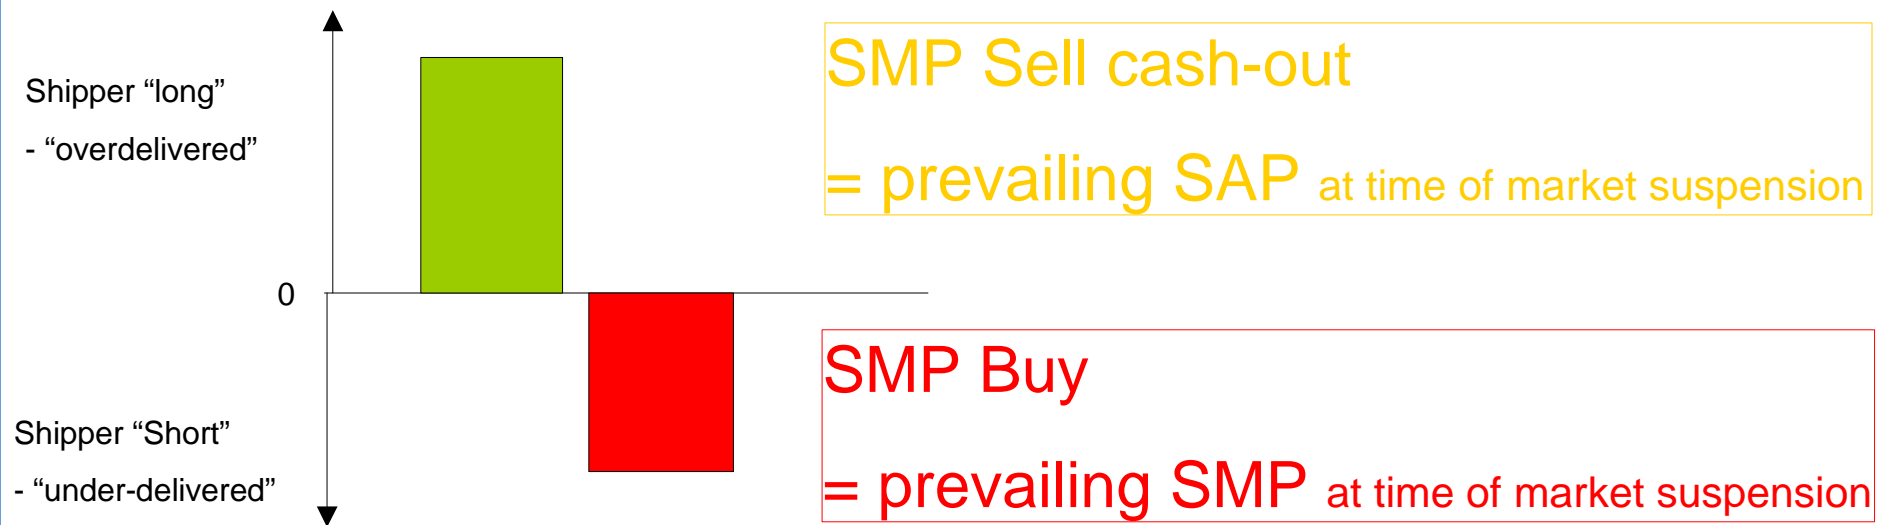 Shipper “long”
- “overdelivered”
SMP Sell cash-out
= prevailing SAP at time of market suspension
0
Shipper “Short”
- “under-delivered”
SMP Buy
= prevailing SMP at time of market suspension